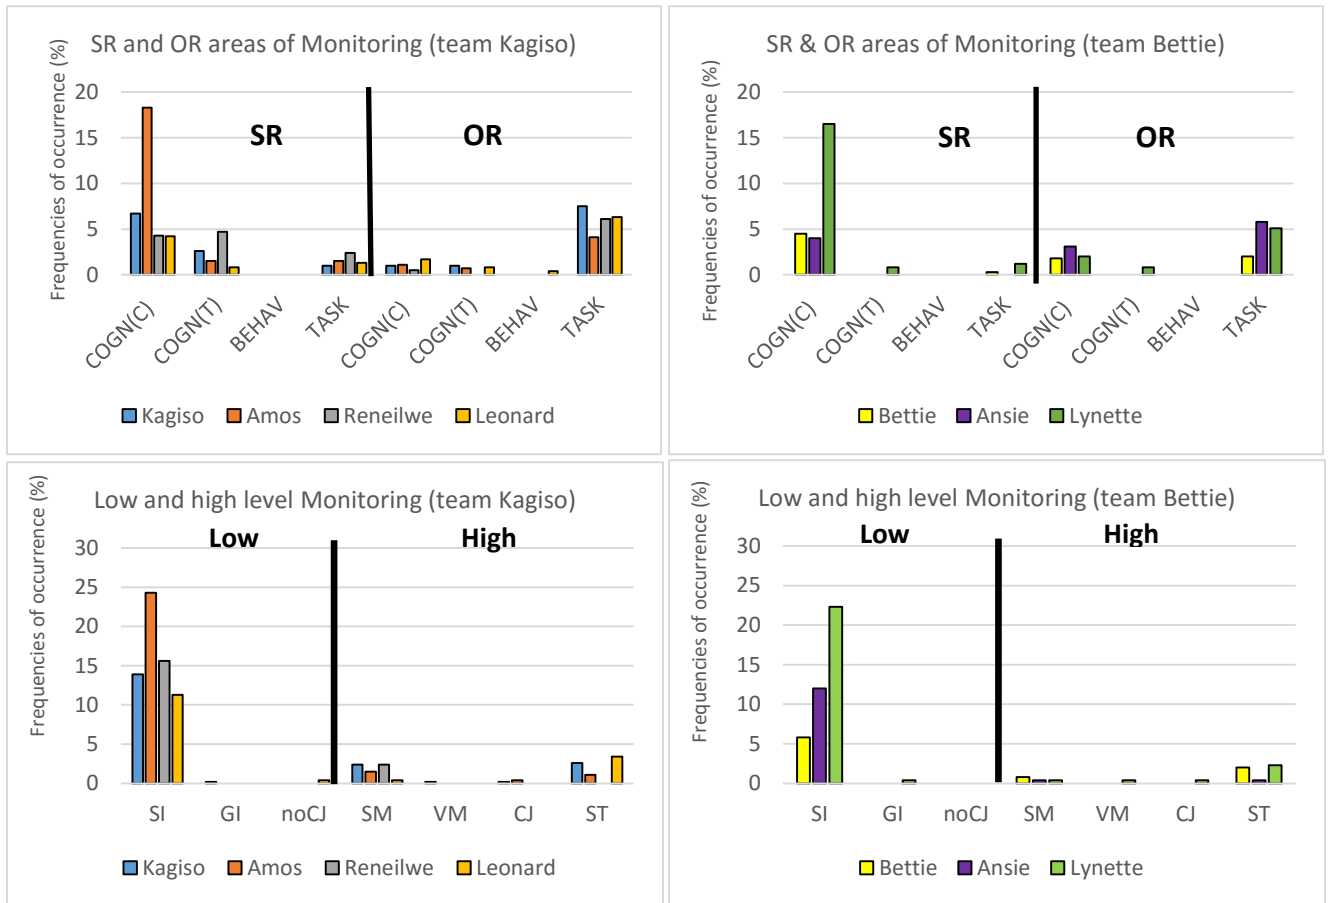 SR and OR areas of Monitoring (team Kagiso)
Frequencies of occurrence (%)
20
15
10
5
0
SR
OR
COGN(C)
COGN(T)
BEHAV
TASK
COGN(C)
COGN(T)
BEHAV
TASK
Kagiso Amos Reneilwe Leonard
SR & OR areas of Monitoring (team Bettie)
Frequencies of occurrence (%)
20
15
10
5
0
SR
OR
COGN(C)
COGN(T)
BEHAV
TASK
COGN(C)
COGN(T)
BEHAV
TASK
Bettie Ansie Lynette
Low and high level Monitoring (team Kagiso)
Frequencies of occurrence (%)
Low
High
30
25
20
15
10
5
0
SI GI noCJ SM VM CJ ST
Kagiso Amos Reneilwe Leonard
Low and high level Monitoring (team Bettie)
Frequencies of occurrence (%)
Low
High
30
25
20
15
10
5
0
SI GI noCJ SM VM CJ ST
Bettie Ansie Lynette